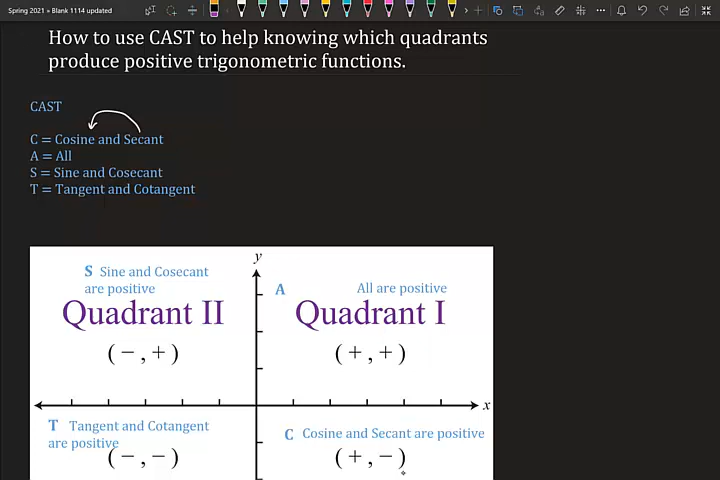 Spring 2021 » Blank 1114 updated
How to use CAST to help knowing which quadrants
produce positive trigonometric functions.
CAST
C = Cosine and Secant
A = All
S = Sine and Cosecant
T = Tangent and Cotangent
y
S Sine and Cosecant
are positive
A All are positive
Quadrant II
Quadrant I
( − , + )
( + , + )
x
T Tangent and Cotangent
are positive
C Cosine and Secant are positive
( − , − )
( + , − )